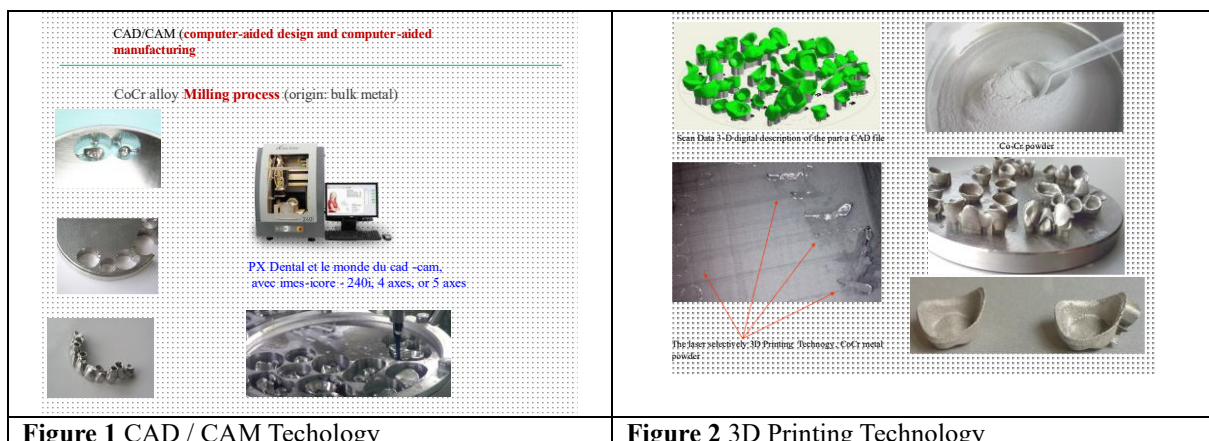 CAD/CAM (computer-aided design and computer-aided
manufacturing
CoCr alloy Milling process (origin: bulk metal)
240i
PX Dental et le monde du cad -cam,
avec imes-icore - 240i, 4 axes, or 5 axes
Figure 1 CAD / CAM Techology
Scan Data 3-D digital description of the part a CAD file
Co-Cr powder
The laser selectively 3D Printing Technogy , CoCr metal
powder
Figure 2 3D Printing Technology